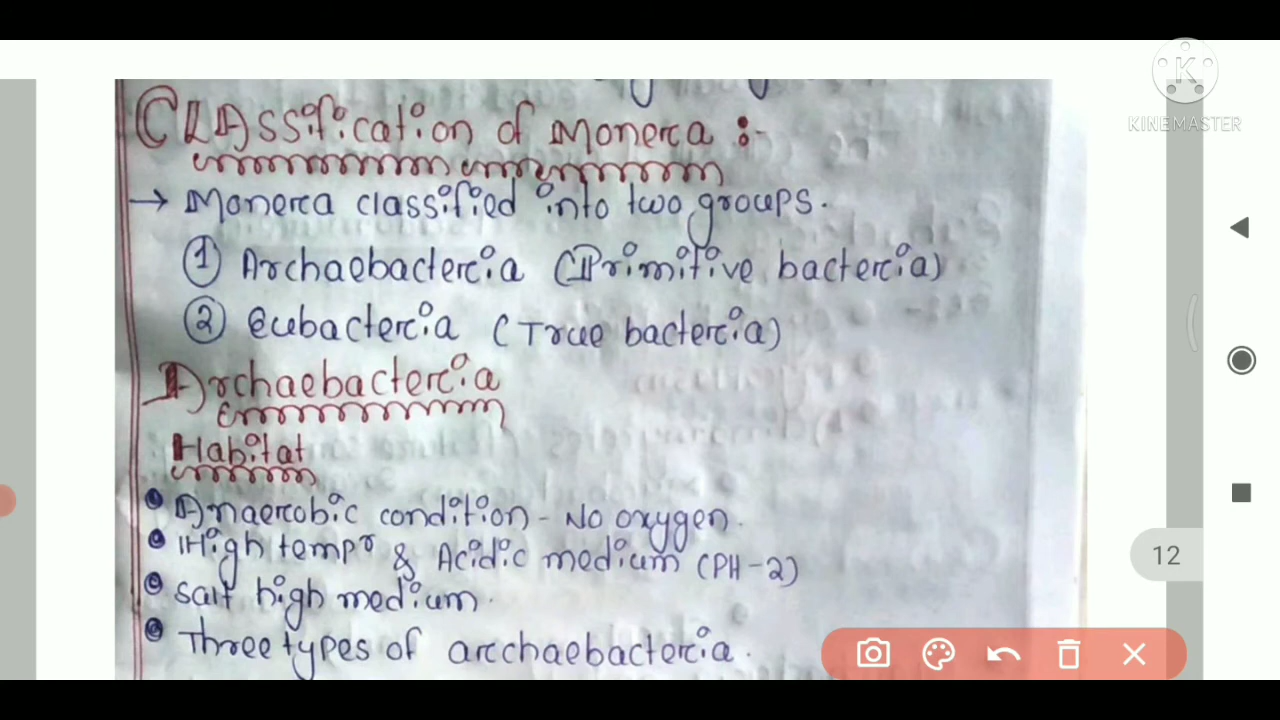 CLAssification of Monera :-
→ Monera classified into two groups.
① Archaebacteria (Primitive bacteria)
② Eubacteria (True bacteria)
Archaebacteria
Habitat
• Anaerobic condition - No oxygen.
• High tempr & Acidic medium (PH-2)
• Salt high medium.
• Three types of archaebacteria.
12
K
KINEMASTER